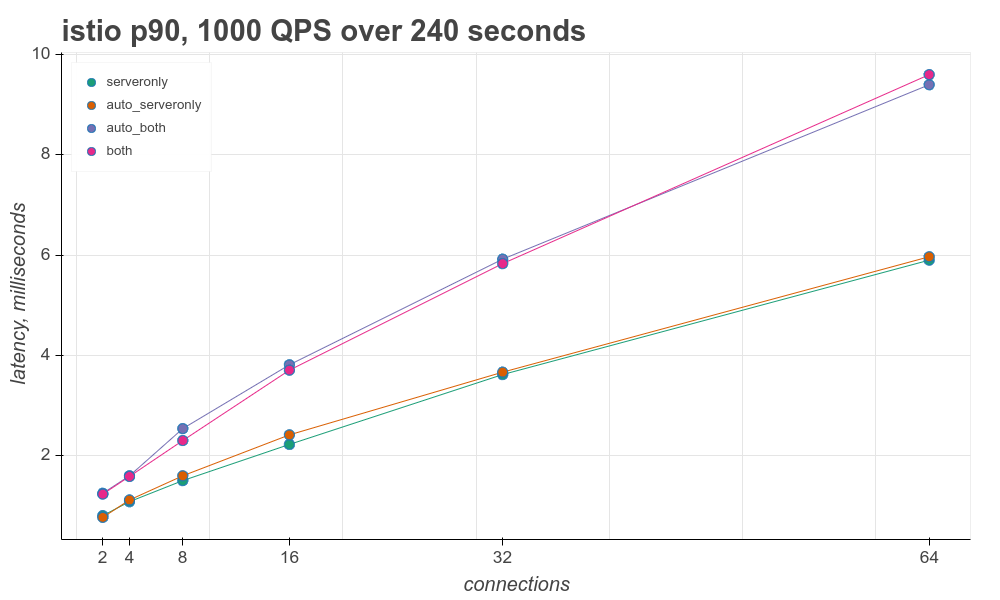 istio p90, 1000 QPS over 240 seconds
serveronly
auto_serveronly
auto_both
both
10
8
6
4
2
latency, milliseconds
2 4 8 16 32 64
connections